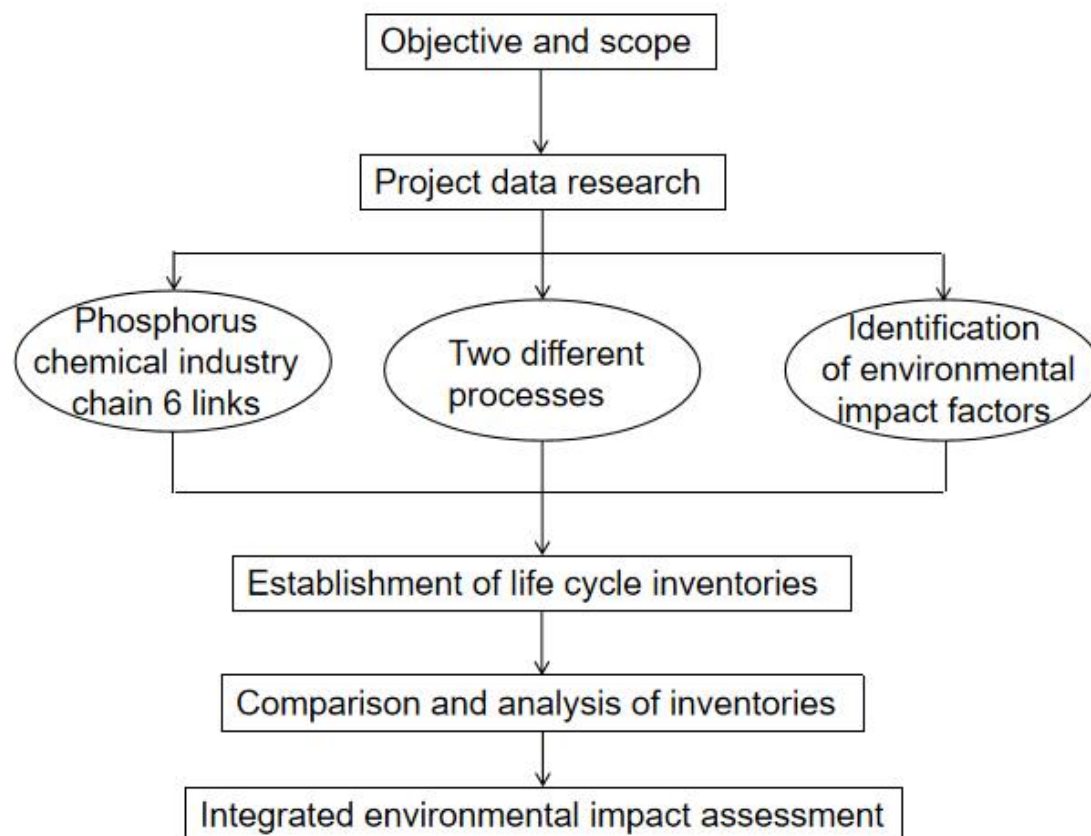 Objective and scope
Project data research
Phosphorus
chemical industry
chain 6 links
Two different
processes
Identification
of environmental
impact factors
Establishment of life cycle inventories
Comparison and analysis of inventories
Integrated environmental impact assessment